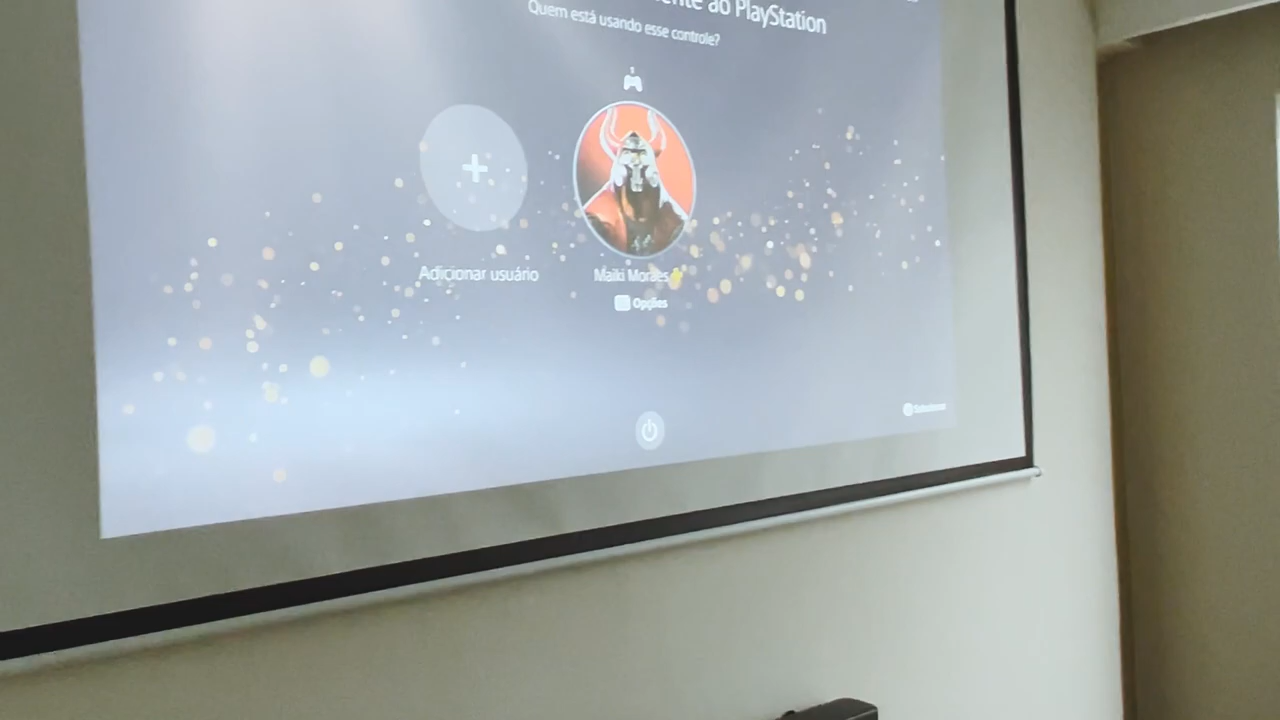 ao PlayStation
Quem está usando esse controle?
Adicionar usuário
Maiki Moraes
Opções